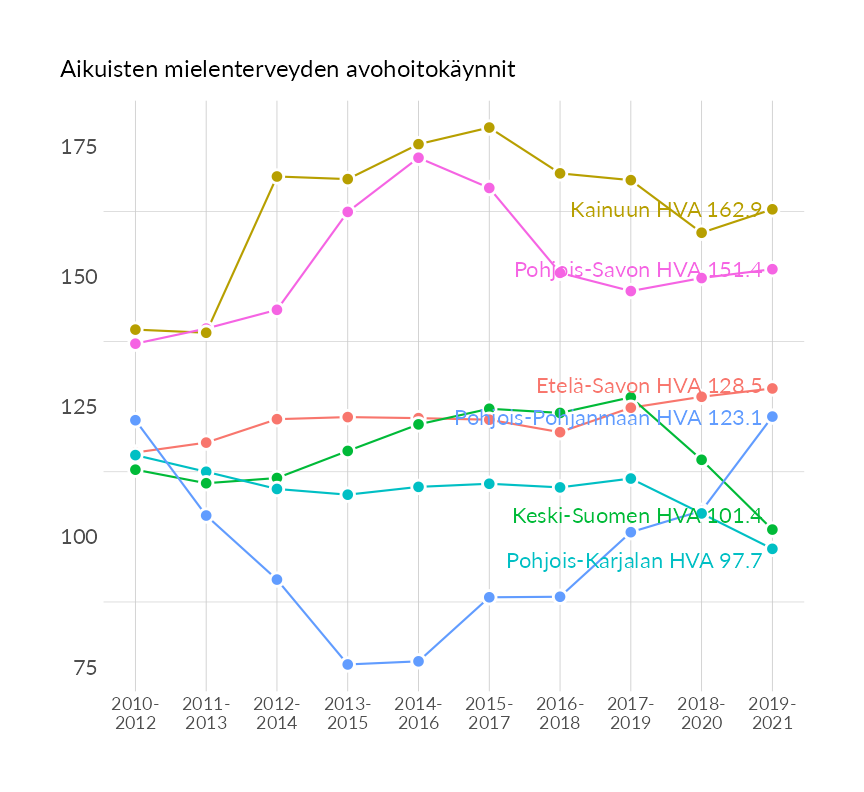 Aikuisten mielenterveyden avohoitokäynnit
175
150
125
100
75
Kainuun HVA 162.9
Pohjois-Savon HVA 151.4
Etelä-Savon HVA 128.5
Pohjois-Pohjanmaan HVA 123.1
Keski-Suomen HVA 101.4
Pohjois-Karjalan HVA 97.7
2010- 2011- 2012- 2013- 2014- 2015- 2016- 2017- 2018- 2019-
2012 2013 2014 2015 2016 2017 2018 2019 2020 2021